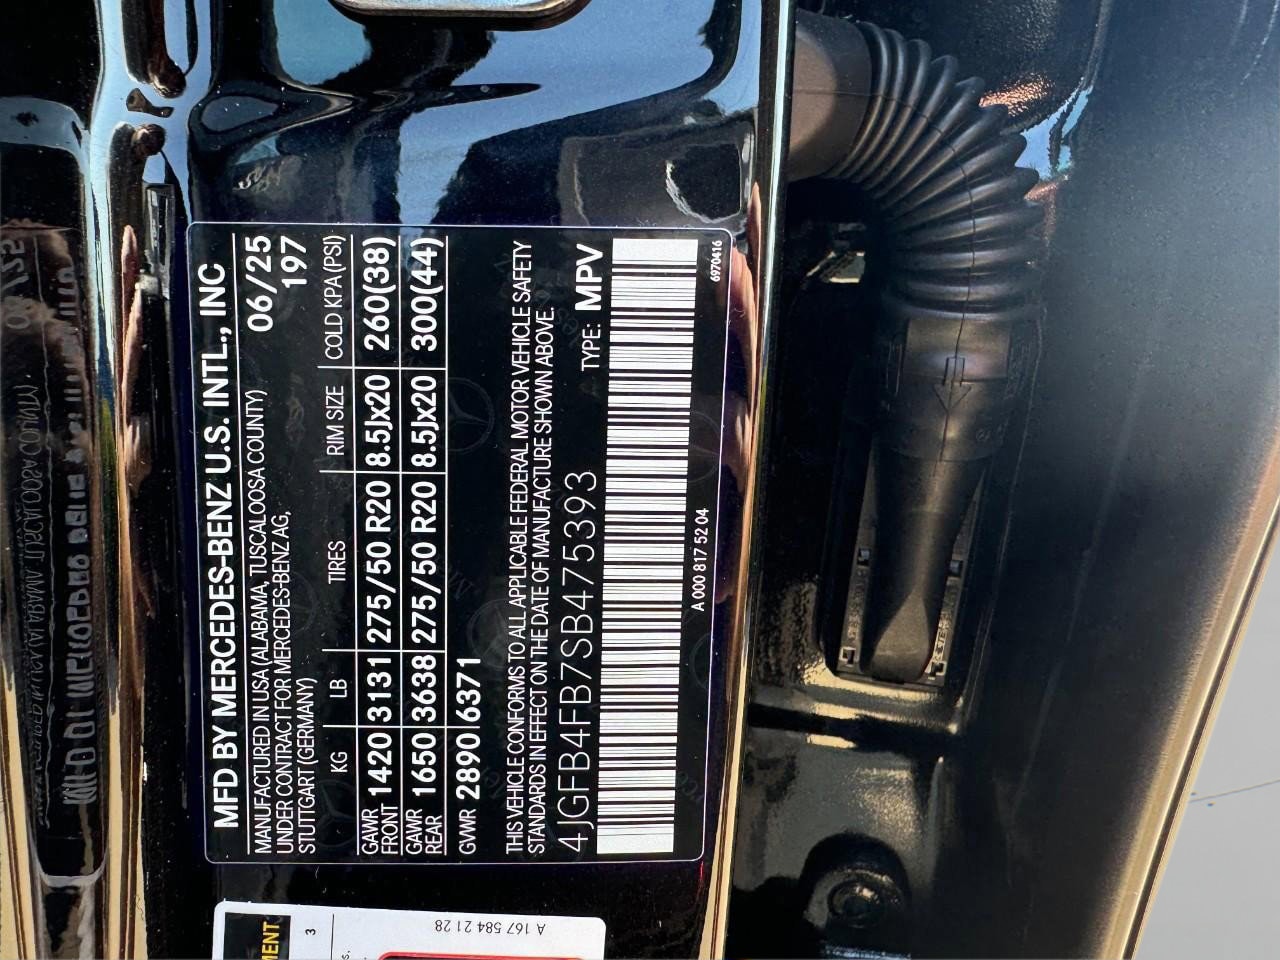 MFD BY MERCEDES-BENZ U.S. INTL., INC
MANUFACTURED IN USA (ALABAMA, TUSCALOOSA COUNTY) 06/25
UNDER CONTRACT FOR MERCEDES-BENZ AG, 197
STUTTGART (GERMANY)
KG LB TIRES RIM SIZE COLD KPA (PSI)
GAWR FRONT 1420 3131 275/50 R20 8.5Jx20 260(38)
GAWR REAR 1650 3638 275/50 R20 8.5Jx20 300(44)
GVWR 2890 6371
THIS VEHICLE CONFORMS TO ALL APPLICABLE FEDERAL MOTOR VEHICLE SAFETY
STANDARDS IN EFFECT ON THE DATE OF MANUFACTURE SHOWN ABOVE.
4JGFB4FB7SB475393 TYPE: MPV
A 000 817 52 04 6970416
A 167 584 21 28
3